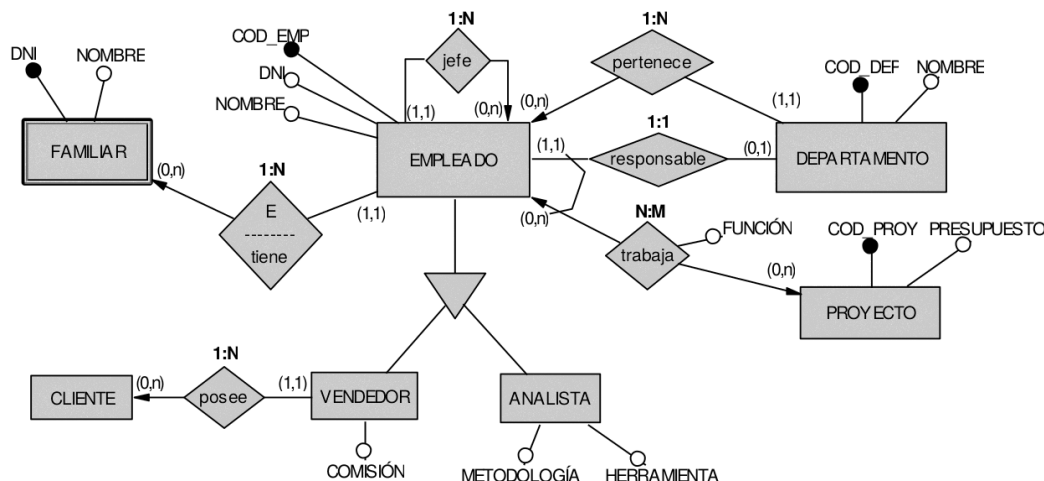 1:N
1:N
COD_EMP
DNI
NOMBRE
jefe
pertenece
DNI
COD_DEP
NOMBRE
NOMBRE
(1,1)
(0,n)
(0,n)
(1,1)
1:1
FAMILIAR
EMPLEADO
(1,1)
responsable
(0,1)
DEPARTAMENTO
(0,n)
1:N
E
--------
tiene
(1,1)
(0,n)
N:M
FUNCIÓN
COD_PROY
PRESUPUESTO
trabaja
(0,n)
PROYECTO
1:N
CLIENTE
(0,n)
posee
(1,1)
VENDEDOR
ANALISTA
COMISIÓN
METODOLOGÍA
HERRAMIENTA